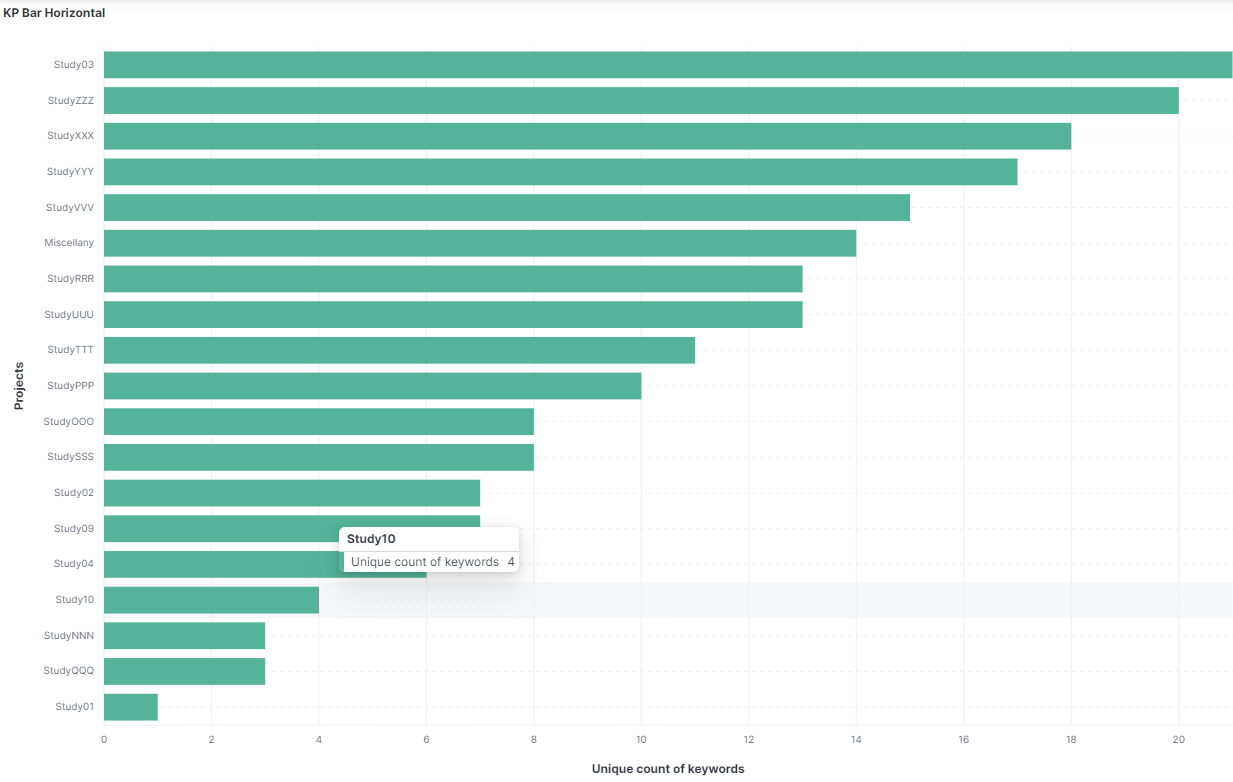 KP Bar Horizontal
Study03
StudyZZZ
StudyXXX
StudyYYY
StudyVVV
Miscellany
StudyRRR
StudyUUU
StudyTTT
Projects
StudyPPP
StudyOOO
StudySSS
Study02
Study09
Study10
Unique count of keywords 4
Study04
Study10
StudyNNN
StudyQQQ
Study01
0 2 4 6 8 10 12 14 16 18 20
Unique count of keywords